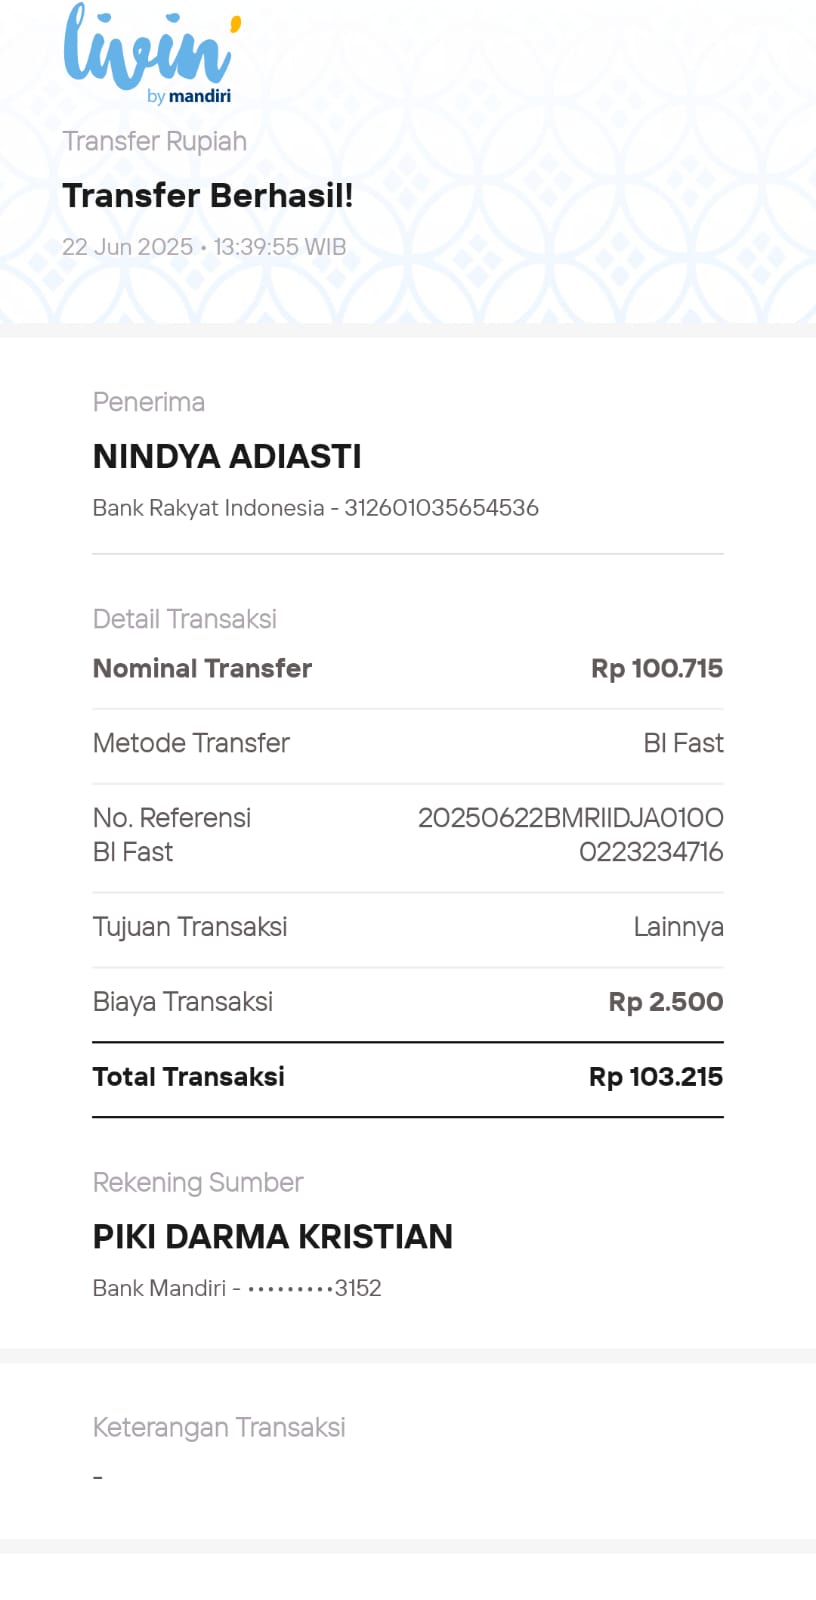 livin'
by mandiri
Transfer Rupiah
Transfer Berhasil!
22 Jun 2025 • 13:39:55 WIB
Penerima
NINDYA ADIASTI
Bank Rakyat Indonesia - 312601035654536
Detail Transaksi
Nominal Transfer Rp 100.715
Metode Transfer BI Fast
No. Referensi 20250622BMRIIDJA010O
BI Fast 0223234716
Tujuan Transaksi Lainnya
Biaya Transaksi Rp 2.500
Total Transaksi Rp 103.215
Rekening Sumber
PIKI DARMA KRISTIAN
Bank Mandiri - •••••••••3152
Keterangan Transaksi
-